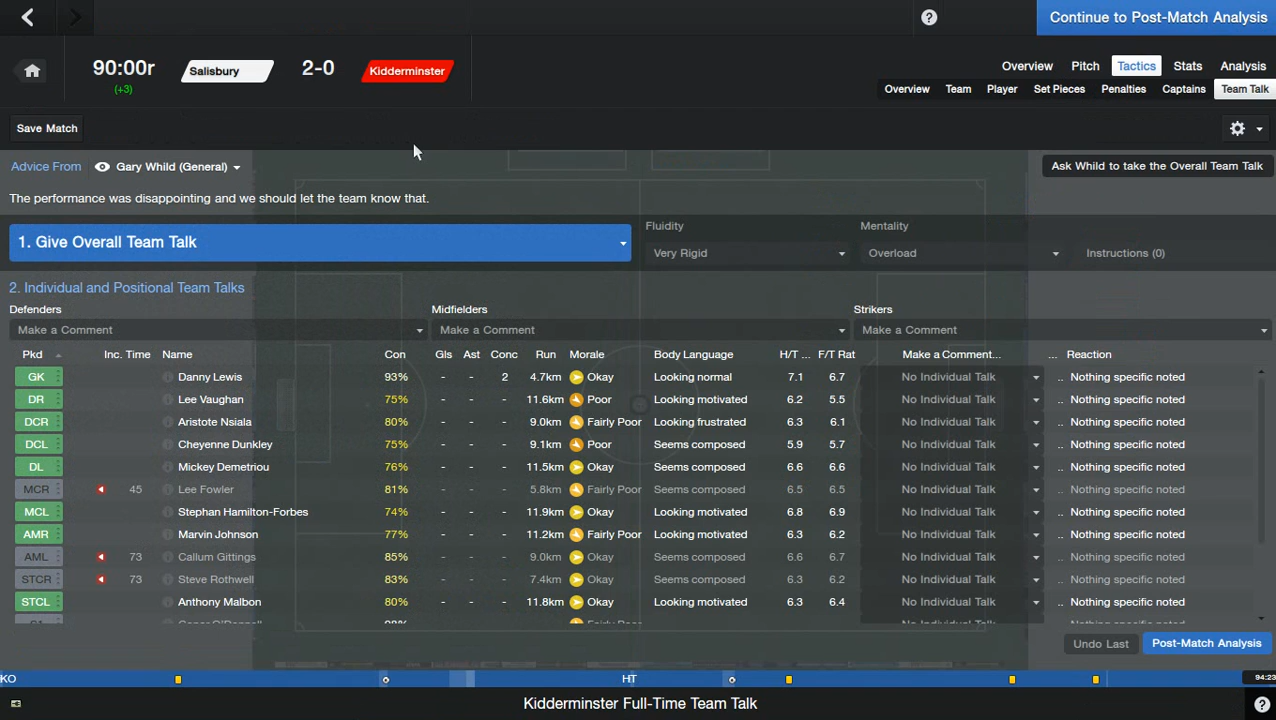 Continue to Post-Match Analysis
90:00r
(+3)
Salisbury
2-0
Kidderminster
Overview Pitch Tactics Stats Analysis
Overview Team Player Set Pieces Penalties Captains Team Talk
Save Match
Advice From Gary Whild (General)
Ask Whild to take the Overall Team Talk
The performance was disappointing and we should let the team know that.
1. Give Overall Team Talk
Fluidity Mentality
Very Rigid Overload Instructions (0)
2. Individual and Positional Team Talks
Defenders Midfielders Strikers
Make a Comment Make a Comment Make a Comment
Pkd Inc. Time Name Con Gls Ast Conc Run Morale Body Language H/T ... F/T Rat Make a Comment... ... Reaction
GK Danny Lewis 93% - - 2 4.7km Okay Looking normal 7.1 6.7 No Individual Talk .. Nothing specific noted
DR Lee Vaughan 75% - - - 11.6km Poor Looking motivated 6.2 5.5 No Individual Talk .. Nothing specific noted
DCR Aristote Nsiala 80% - - - 9.0km Fairly Poor Looking frustrated 6.3 6.1 No Individual Talk .. Nothing specific noted
DCL Cheyenne Dunkley 75% - - - 9.1km Poor Seems composed 5.9 5.7 No Individual Talk .. Nothing specific noted
DL Mickey Demetriou 76% - - - 11.5km Okay Seems composed 6.6 6.6 No Individual Talk .. Nothing specific noted
MCR 45 Lee Fowler 81% - - - 5.8km Fairly Poor Seems composed 6.5 6.5 No Individual Talk .. Nothing specific noted
MCL Stephan Hamilton-Forbes 74% - - - 11.9km Okay Looking motivated 6.8 6.9 No Individual Talk .. Nothing specific noted
AMR Marvin Johnson 77% - - - 11.2km Fairly Poor Looking motivated 6.3 6.2 No Individual Talk .. Nothing specific noted
AML 73 Callum Gittings 85% - - - 9.0km Okay Seems composed 6.6 6.7 No Individual Talk .. Nothing specific noted
STCR 73 Steve Rothwell 83% - - - 7.4km Okay Seems composed 6.3 6.2 No Individual Talk .. Nothing specific noted
STCL Anthony Malbon 80% - - - 11.8km Okay Looking motivated 6.3 6.4 No Individual Talk .. Nothing specific noted
Undo Last Post-Match Analysis
KO HT 94:23
Kidderminster Full-Time Team Talk